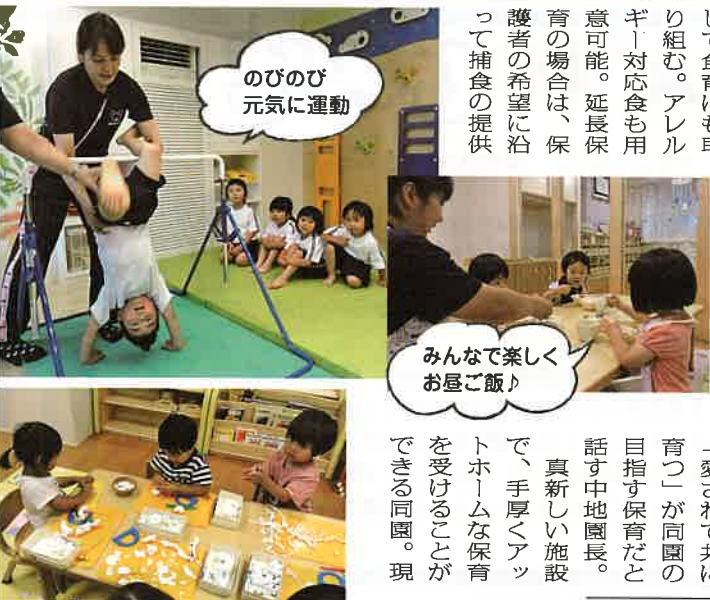 して食育にも取
り組む。アレル
ギー対応食も用
意可能。延長保
育の場合は、保
護者の希望に沿
って捕食の提供
のびのび
元気に運動
みんなで楽しく
お昼ご飯♪
「愛されて共に
育つ」が同園の
目指す保育だと
話す中地園長。
真新しい施設
で、手厚くアッ
トホームな保育
を受けることが
できる同園。現